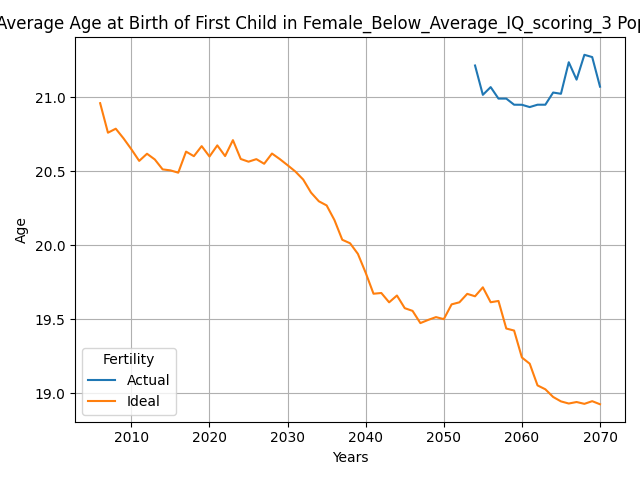 Average Age at Birth of First Child in Female_Below_Average_IQ_scoring_3 Pop
21.0
20.5
20.0
19.5
19.0
Age
Fertility
Actual
Ideal
2010 2020 2030 2040 2050 2060 2070
Years